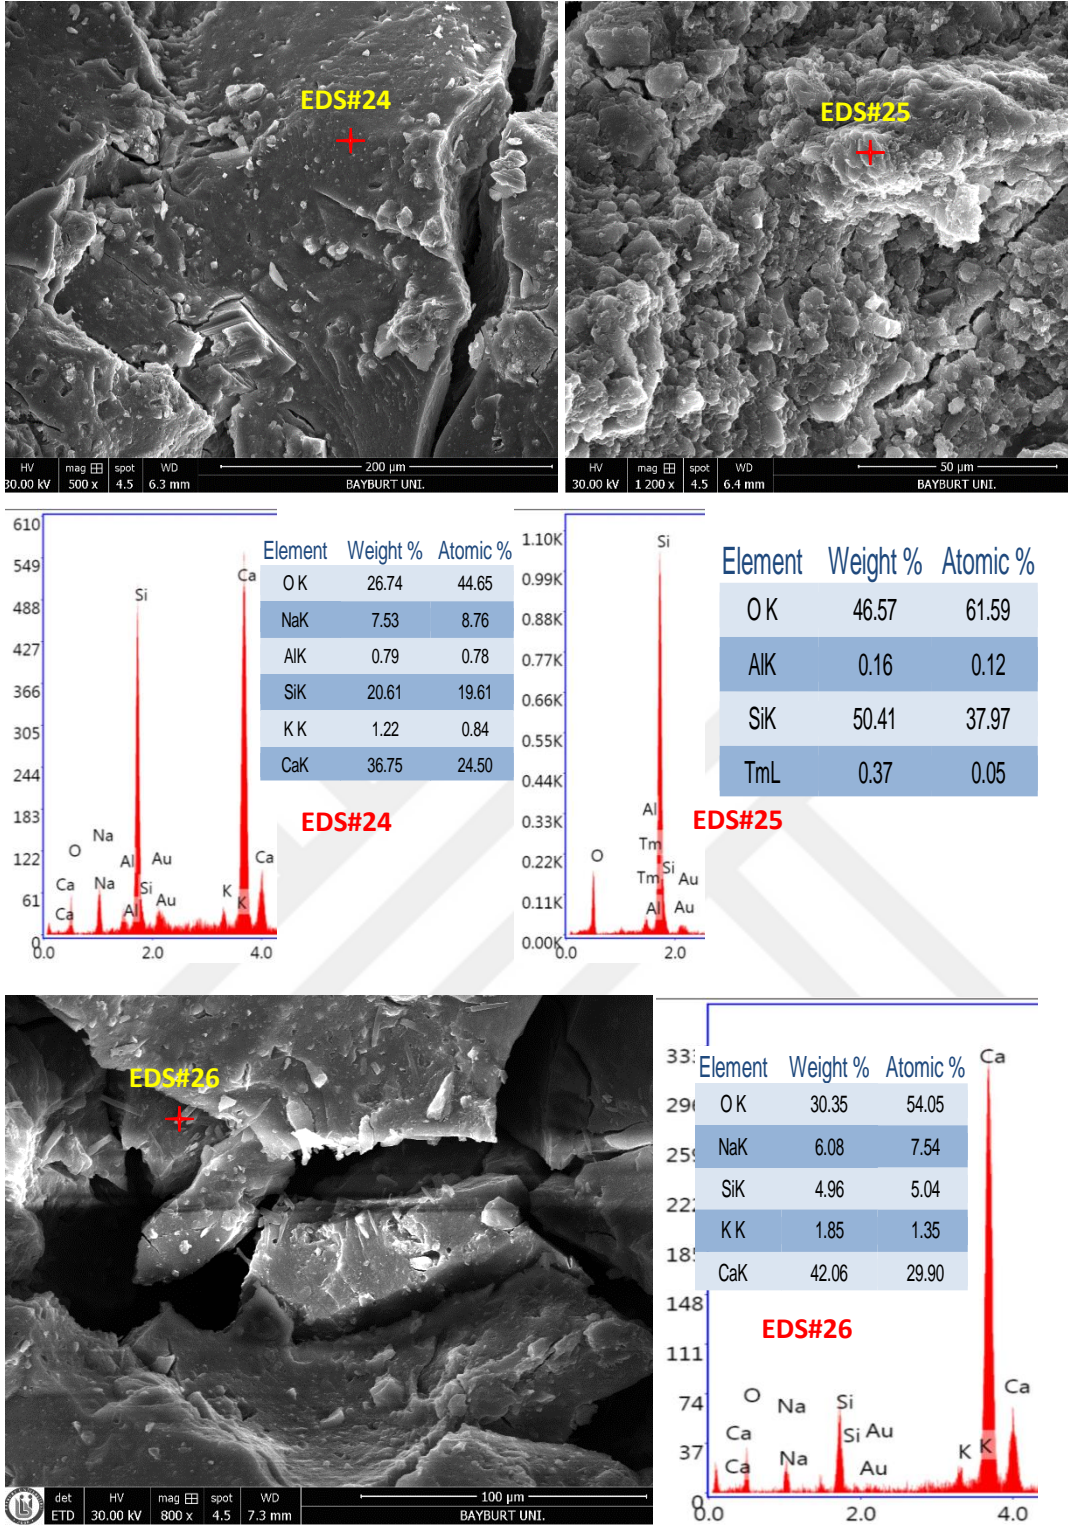 EDS#24
HV mag spot WD 200 µm
30.00 kV 500 x 4.5 6.3 mm BAYBURT UNI.
EDS#25
HV mag spot WD 50 µm
30.00 kV 1 200 x 4.5 6.4 mm BAYBURT UNI.
610
549
488
427
366
305
244
183
122
61
0
0.0 2.0 4.0
Ca
Ca
O
Na
Na
Al
Al
Si
Si
Au
Au
K
K
Ca
Ca
Element Weight % Atomic %
O K 26.74 44.65
NaK 7.53 8.76
AlK 0.79 0.78
SiK 20.61 19.61
K K 1.22 0.84
CaK 36.75 24.50
EDS#24
1.10K
0.99K
0.88K
0.77K
0.66K
0.55K
0.44K
0.33K
0.22K
0.11K
0.00K
0.0 2.0
O
Si
Al
Tm
Tm
Al
Si
Au
Au
Element Weight % Atomic %
O K 46.57 61.59
AlK 0.16 0.12
SiK 50.41 37.97
TmL 0.37 0.05
EDS#25
EDS#26
det HV mag spot WD 100 µm
ETD 30.00 kV 800 x 4.5 7.3 mm BAYBURT UNI.
333
296
259
222
185
148
111
74
37
0
0.0 2.0 4.0
Element Weight % Atomic %
O K 30.35 54.05
NaK 6.08 7.54
SiK 4.96 5.04
K K 1.85 1.35
CaK 42.06 29.90
EDS#26
O
Ca
Ca
Na
Na
Si
Si
Au
Au
K
K
Ca
Ca